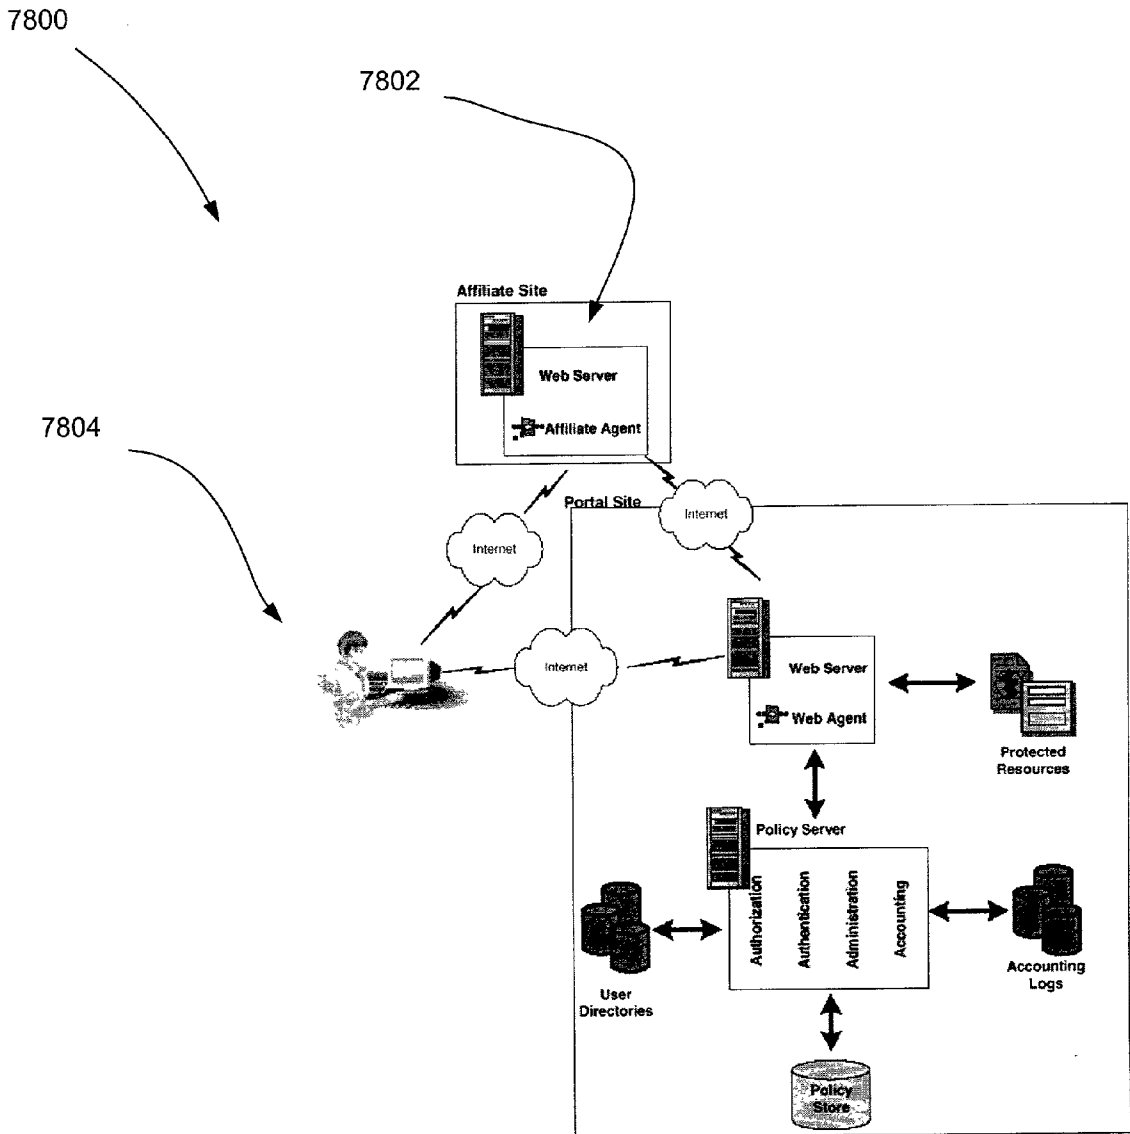 7800
7802
Affiliate Site
Web Server
Affiliate Agent
7804
Portal Site
Internet
Internet
Internet
Web Server
Web Agent
Protected
Resources
Policy Server
Authorization
Authentication
Administration
Accounting
User
Directories
Accounting
Logs
Policy
Store